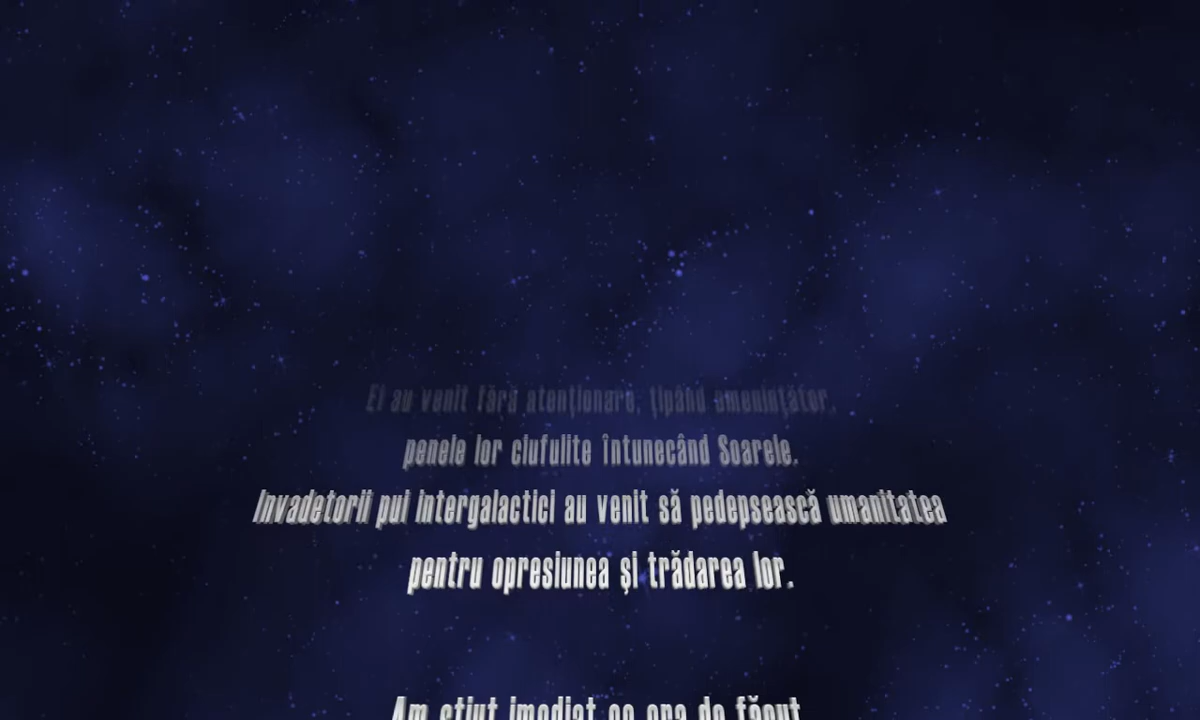 Ei au venit fără atenționare, țipând amenințător,
penele lor ciufulite întunecând Soarele.
Invadetorii pui intergalactici au venit să pedepsească umanitatea
pentru opresiunea și trădarea lor.
Am știut imediat ce era de făcut